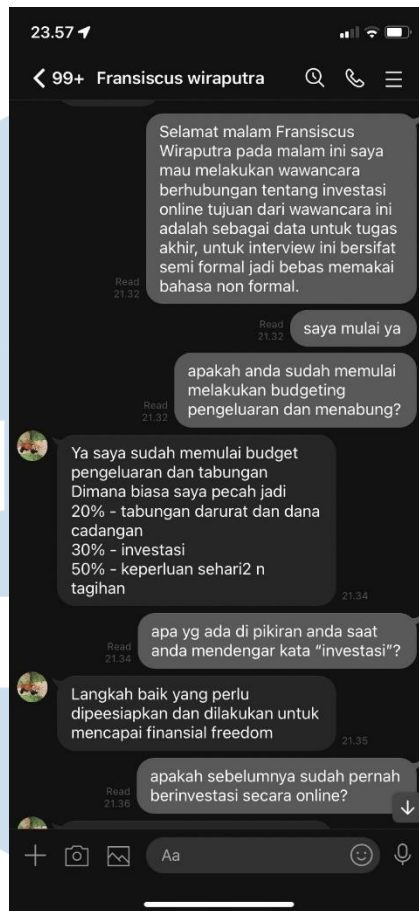 23.57
99+ Fransiscus wiraputra
Selamat malam Fransiscus
Wiraputra pada malam ini saya
mau melakukan wawancara
berhubungan tentang investasi
online tujuan dari wawancara ini
adalah sebagai data untuk tugas
akhir, untuk interview ini bersifat
semi formal jadi bebas memakai
bahasa non formal.
Read
21.32
saya mulai ya
Read
21.32
apakah anda sudah memulai
melakukan budgeting
pengeluaran dan menabung?
Read
21.32
Ya saya sudah memulai budget
pengeluaran dan tabungan
Dimana biasa saya pecah jadi
20% - tabungan darurat dan dana
cadangan
30% - investasi
50% - keperluan sehari2 n
tagihan
21.34
apa yg ada di pikiran anda saat
anda mendengar kata “investasi”?
Read
21.34
Langkah baik yang perlu
dipeesiapkan dan dilakukan untuk
mencapai finansial freedom
21.35
apakah sebelumnya sudah pernah
berinvestasi secara online?
Read
21.36
Aa